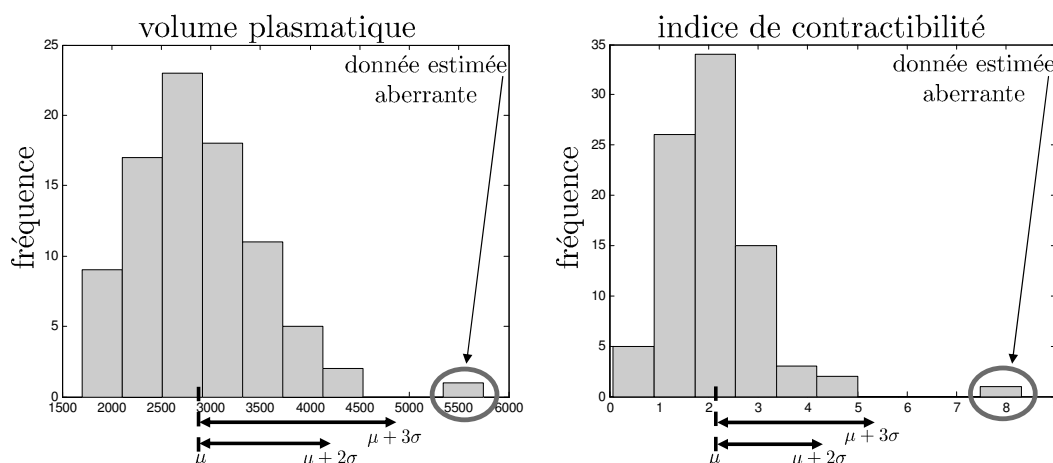 volume plasmatique
indice de contractibilité
25
20
15
10
5
0
fréquence
donnée estimée
aberrante
1500 2000 2500 3000 3500 4000 4500 5000 5500 6000
μ + 3σ
μ + 2σ
μ
35
30
25
20
15
10
5
0
fréquence
donnée estimée
aberrante
0 1 2 3 4 5 6 7 8
μ + 3σ
μ + 2σ
μ